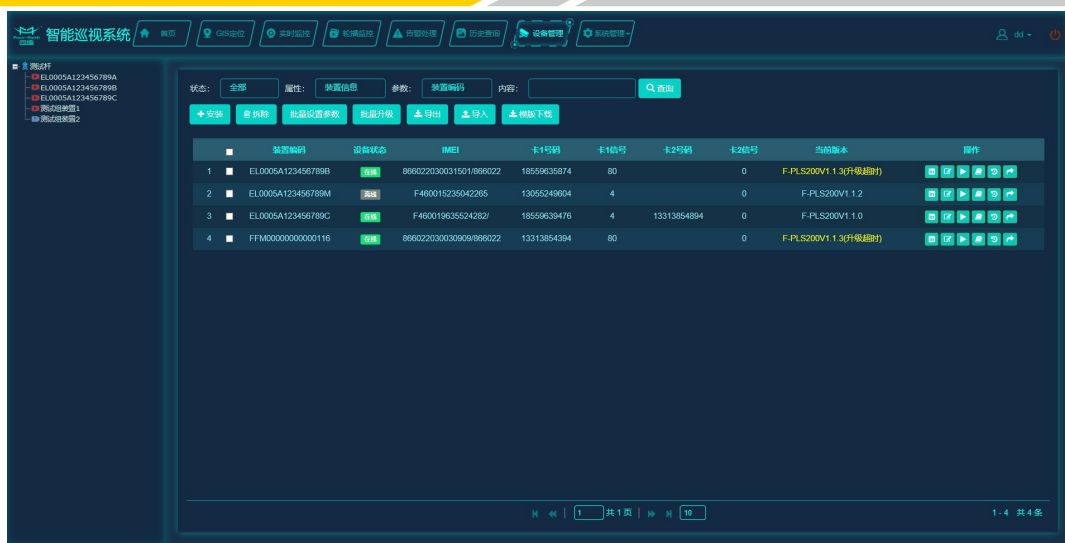 智能巡视系统 首页 GIS定位 实时监控 轮播监控 告警处理 历史查询 设备管理 系统管理 dd
测试杆
EL0005A123456789A
EL0005A123456789B
EL0005A123456789C
测试组装置1
测试组装置2
状态: 全部 属性: 装置信息 参数: 装置编码 内容: 查询
安装 拆除 批量设置参数 批量升级 导出 导入 模版下载
装置编码 设备状态 IMEI 卡1号码 卡1信号 卡2号码 卡2信号 当前版本 操作
1 EL0005A123456789B 在线 866022030031501/866022 18559635874 80 0 F-PLS200V1.1.3(升级超时)
2 EL0005A123456789M 离线 F460015235042265 13055249604 4 0 F-PLS200V1.1.2
3 EL0005A123456789C 在线 F460019635524282/ 18559639476 4 13313854894 0 F-PLS200V1.1.0
4 FFM00000000000116 在线 866022030030909/866022 13313854394 80 0 F-PLS200V1.1.3(升级超时)
1 共1页 10 1 - 4 共4条